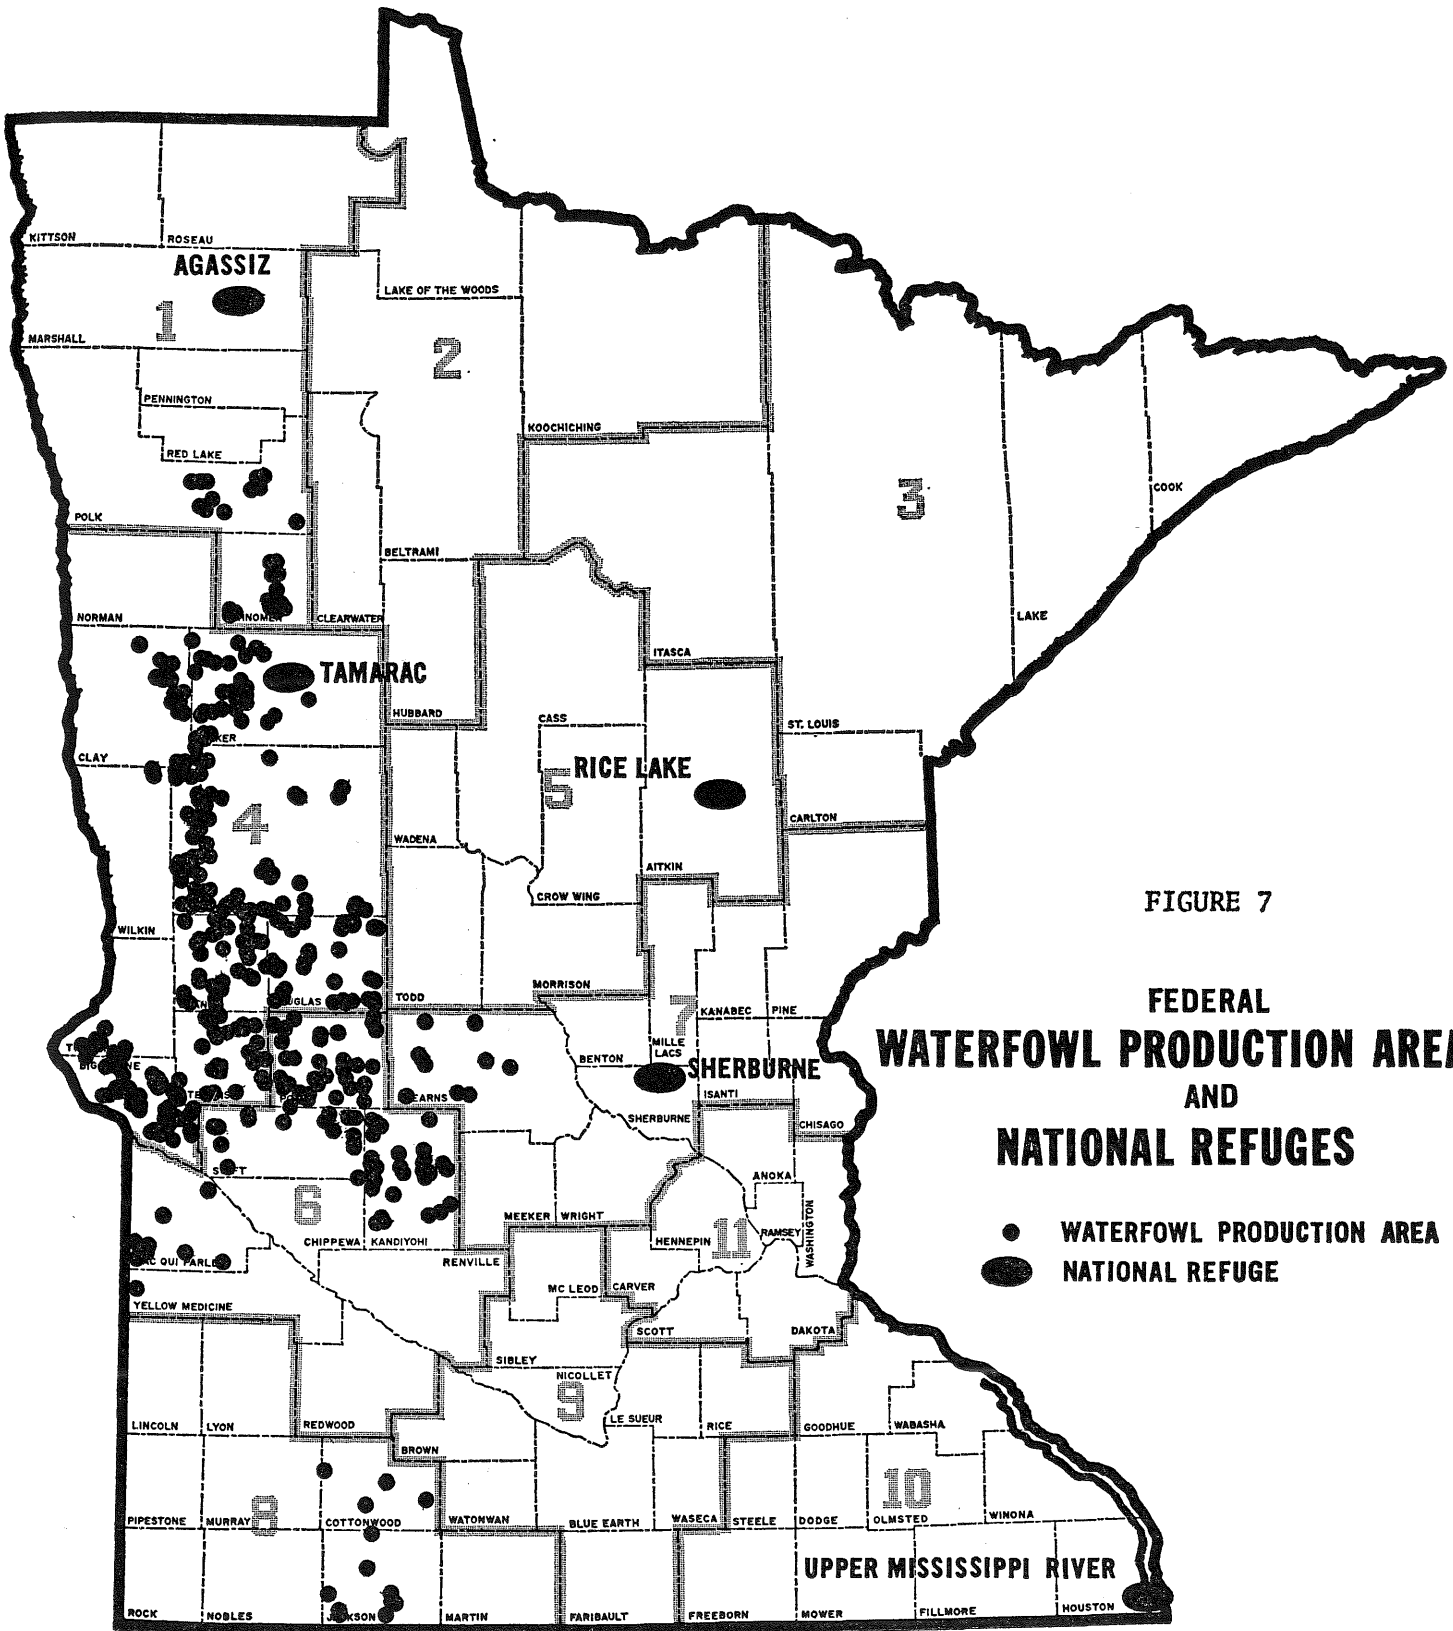 KITTSON
ROSEAU
AGASSIZ
LAKE OF THE WOODS
1
MARSHALL
2
PENNINGTON
KOOCHICHING
RED LAKE
3
COOK
POLK
BELTRAMI
NORMAN
CLEARWATER
LAKE
ITASCA
TAMARAC
HUBBARD
CASS
ST. LOUIS
CLAY
RICE LAKE
5
4
CARLTON
WADENA
AITKIN
CROW WING
FIGURE 7
WILKIN
MORRISON
TODD
FEDERAL
7
KANABEC
PINE
WATERFOWL PRODUCTION
MILLE
LACS
BENTON
SHERBURNE
AND
ISANTI
SHERBURNE
CHISAGO
NATIONAL REFUGES
ANOKA
6
MEEKER
WRIGHT
WASHINGTON
RAMSEY
11
HENNEPIN
WATERFOWL PRODUCTION AREA
CHIPPEWA
KANDIYOHI
RENVILLE
NATIONAL REFUGE
MC LEOD
CARVER
YELLOW MEDICINE
SCOTT
DAKOTA
SIBLEY
NICOLLET
9
LE SUEUR
LINCOLN
LYON
REDWOOD
RICE
GOODHUE
WABASHA
BROWN
10
8
PIPESTONE
MURRAY
COTTONWOOD
WATONWAN
BLUE EARTH
WASECA
STEELE
DODGE
OLMSTED
WINONA
UPPER MISSISSIPPI RIVER
ROCK
NOBLES
MARTIN
FARIBAULT
FREEBORN
MOWER
FILLMORE
HOUSTON